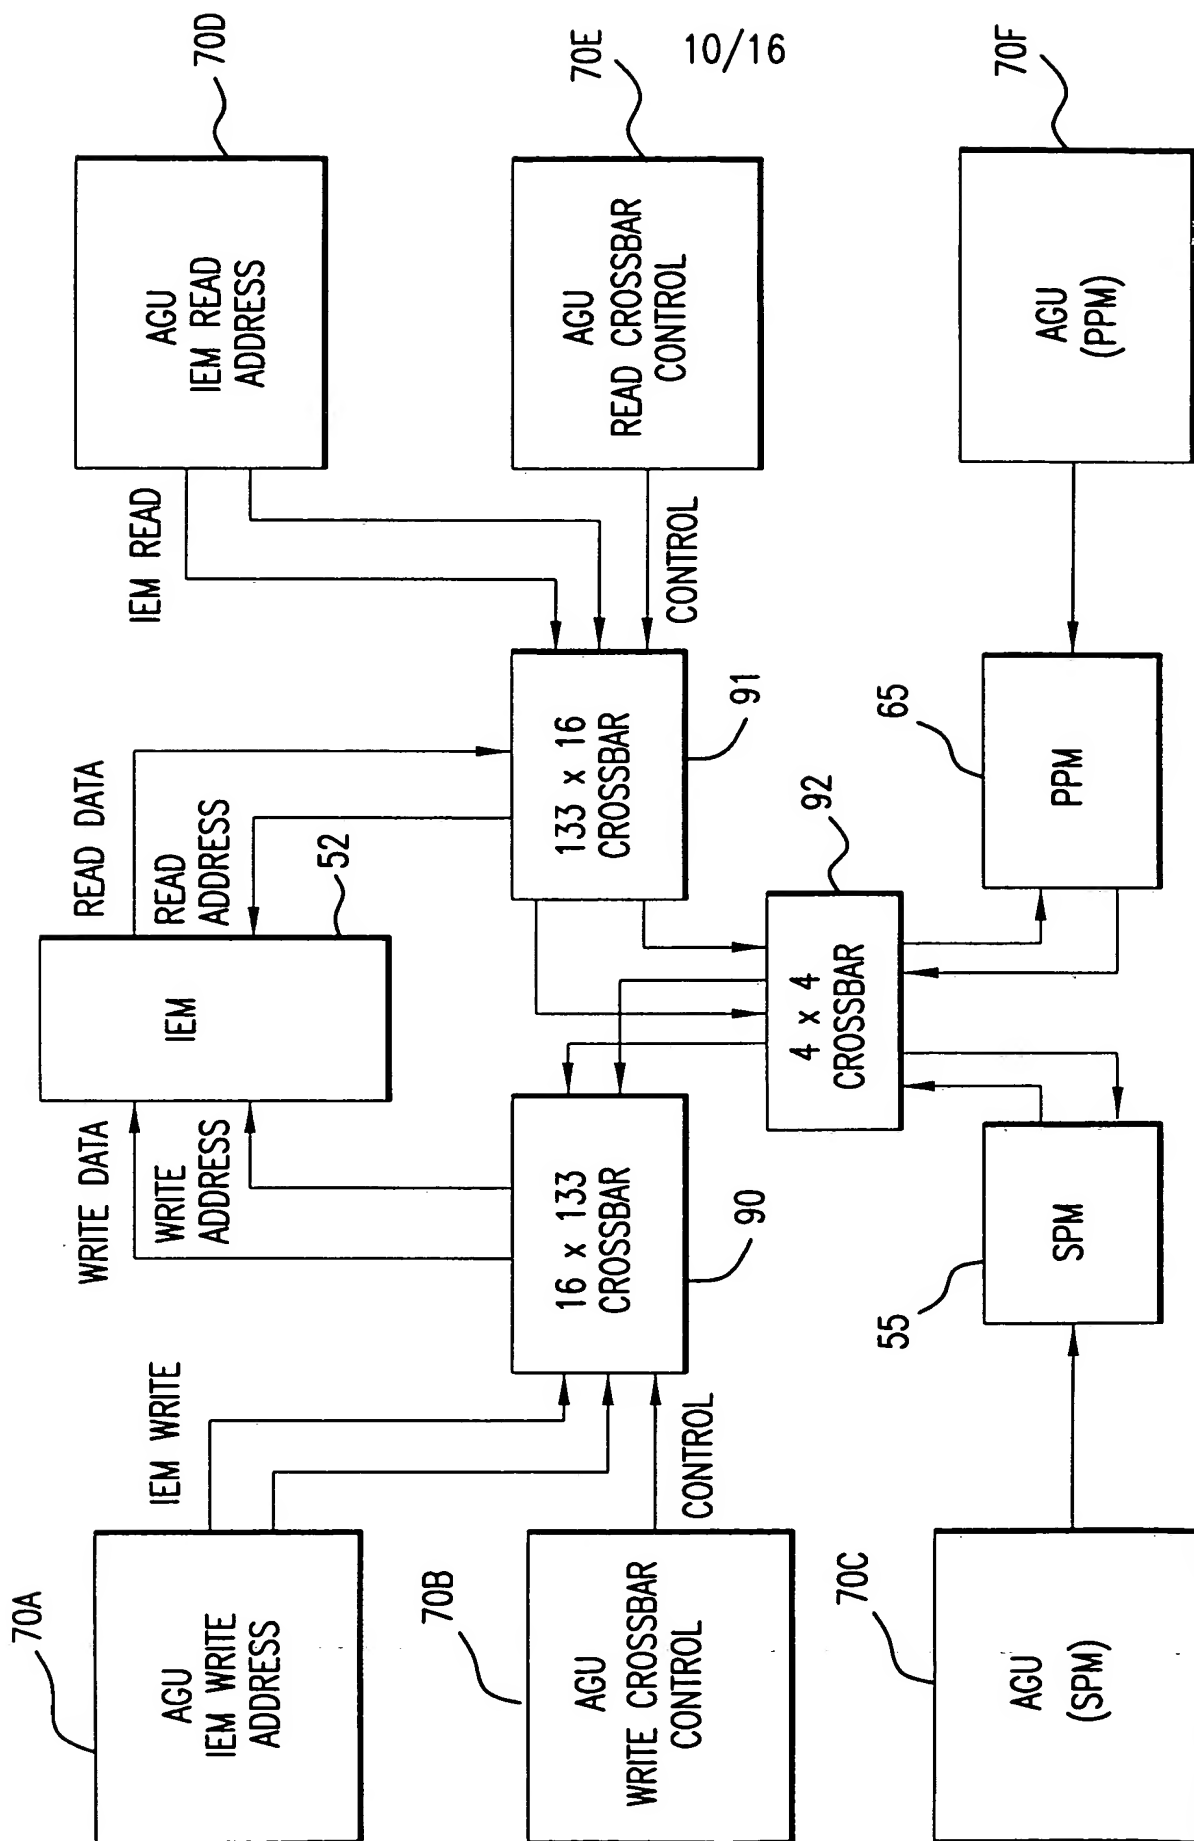 10/16
70A
AGU
IEM WRITE
ADDRESS
IEM WRITE
70B
AGU
WRITE CROSSBAR
CONTROL
CONTROL
70C
AGU
(SPM)
WRITE DATA
WRITE
ADDRESS
16 x 133
CROSSBAR
90
55
SPM
IEM
52
READ DATA
READ
ADDRESS
4 x 4
CROSSBAR
92
133 x 16
CROSSBAR
91
65
PPM
IEM READ
CONTROL
70D
AGU
IEM READ
ADDRESS
70E
AGU
READ CROSSBAR
CONTROL
70F
AGU
(PPM)